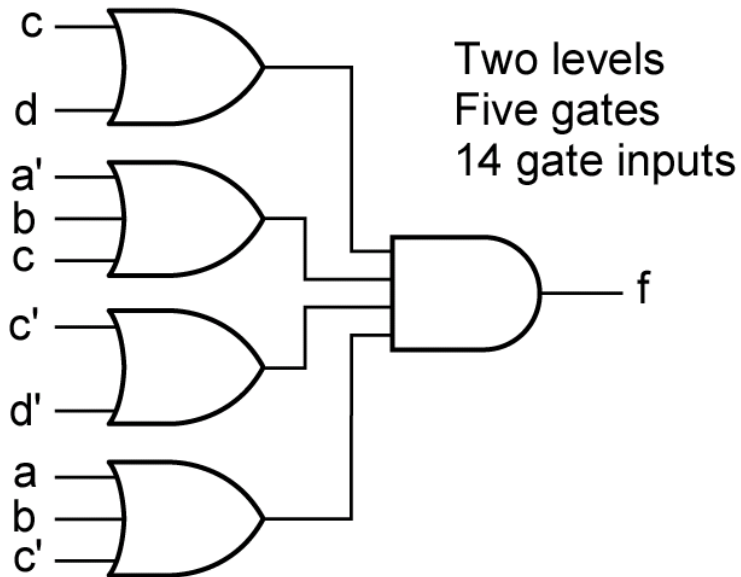 c
d
a'
b
c
c'
d'
a
b
c'
Two levels
Five gates
14 gate inputs
f